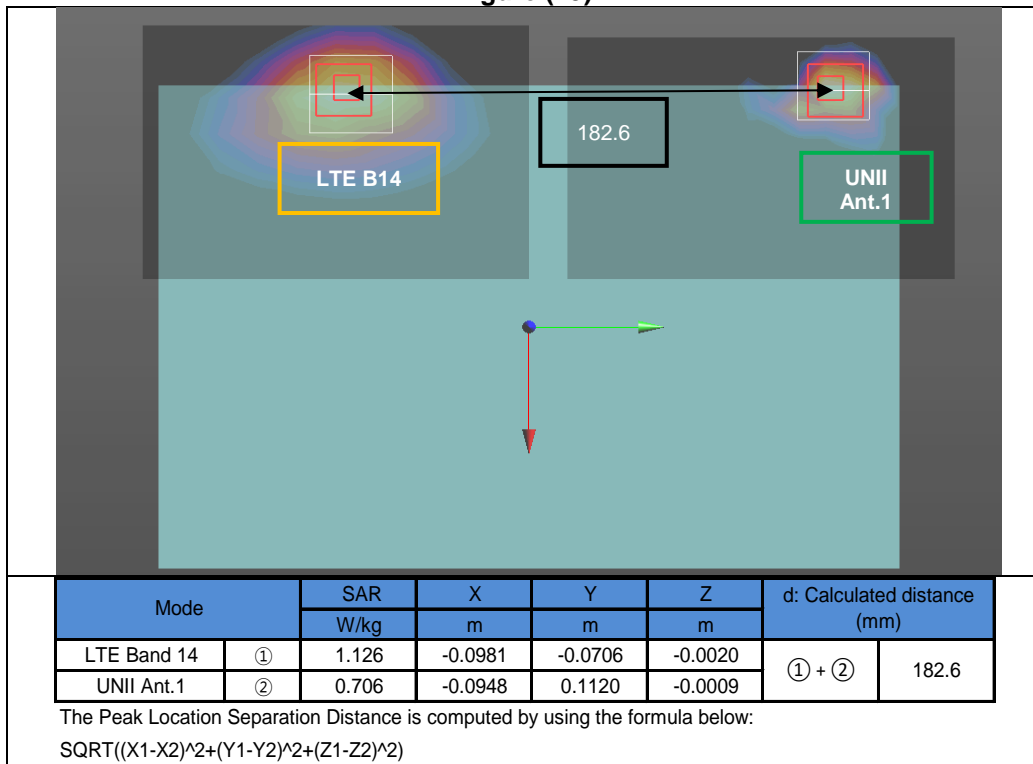 182.6
LTE B14
UNII
Ant.1
Mode SAR X Y Z d: Calculated distance
(mm)
W/kg m m m
LTE Band 14 ① 1.126 -0.0981 -0.0706 -0.0020 ① + ② 182.6
UNII Ant.1 ② 0.706 -0.0948 0.1120 -0.0009
The Peak Location Separation Distance is computed by using the formula below:
SQRT((X1-X2)^2+(Y1-Y2)^2+(Z1-Z2)^2)